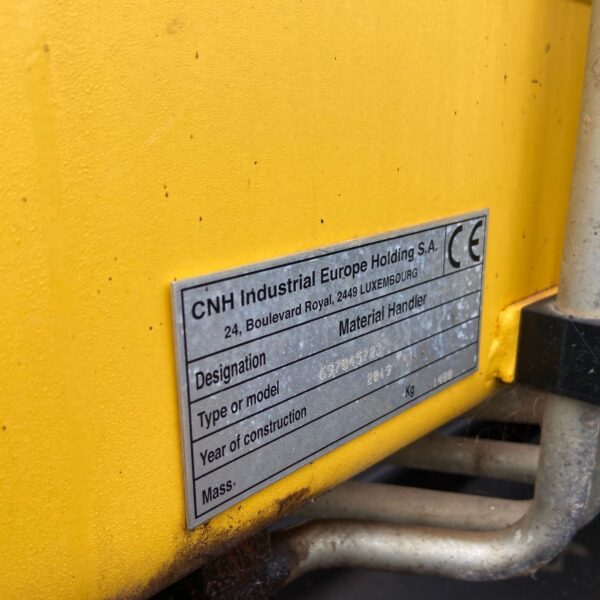 CNH Industrial Europe Holding S.A. CE
24, Boulevard Royal, 2449 LUXEMBOURG
Designation Material Handler
Type or model
Year of construction 2019
Mass Kg 1400